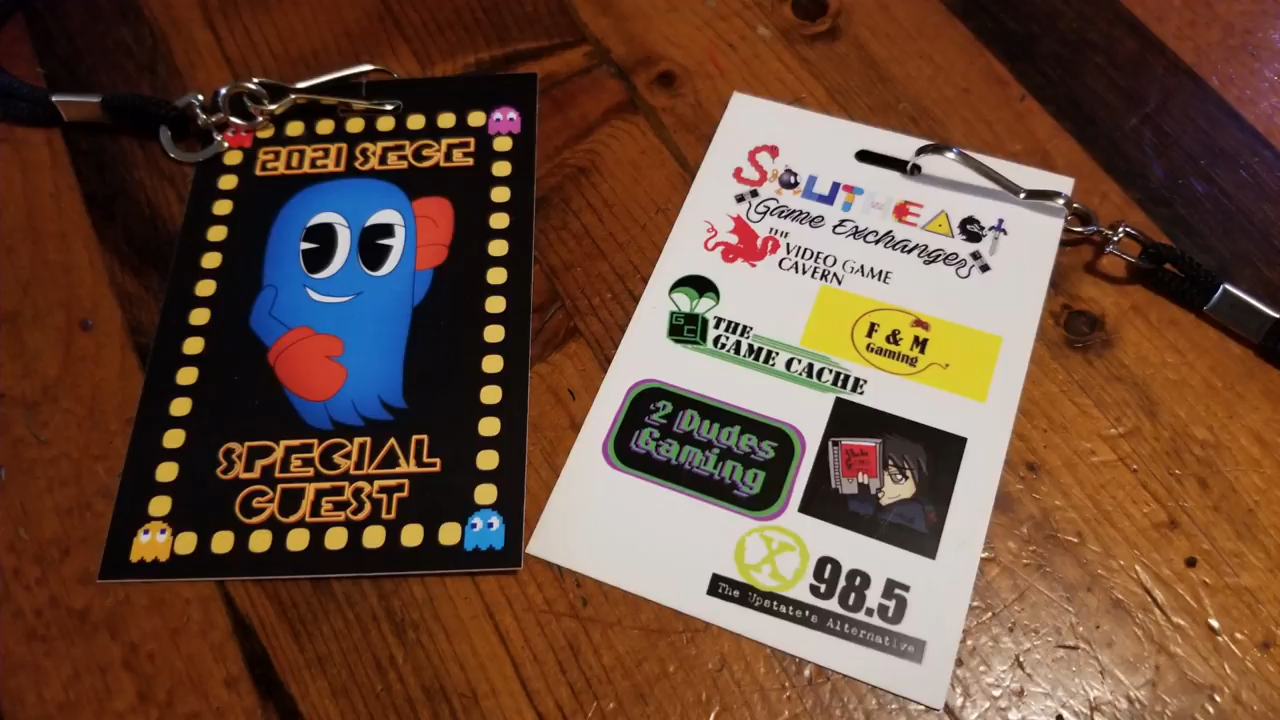 2021 SEGE
SPECIAL
GUEST
SOUTHEAST
Game Exchange
THE
VIDEO GAME
CAVERN
GC
THE
GAME CACHE
F & M
Gaming
2 Dudes
Gaming
X 98.5
The Upstate's Alternative